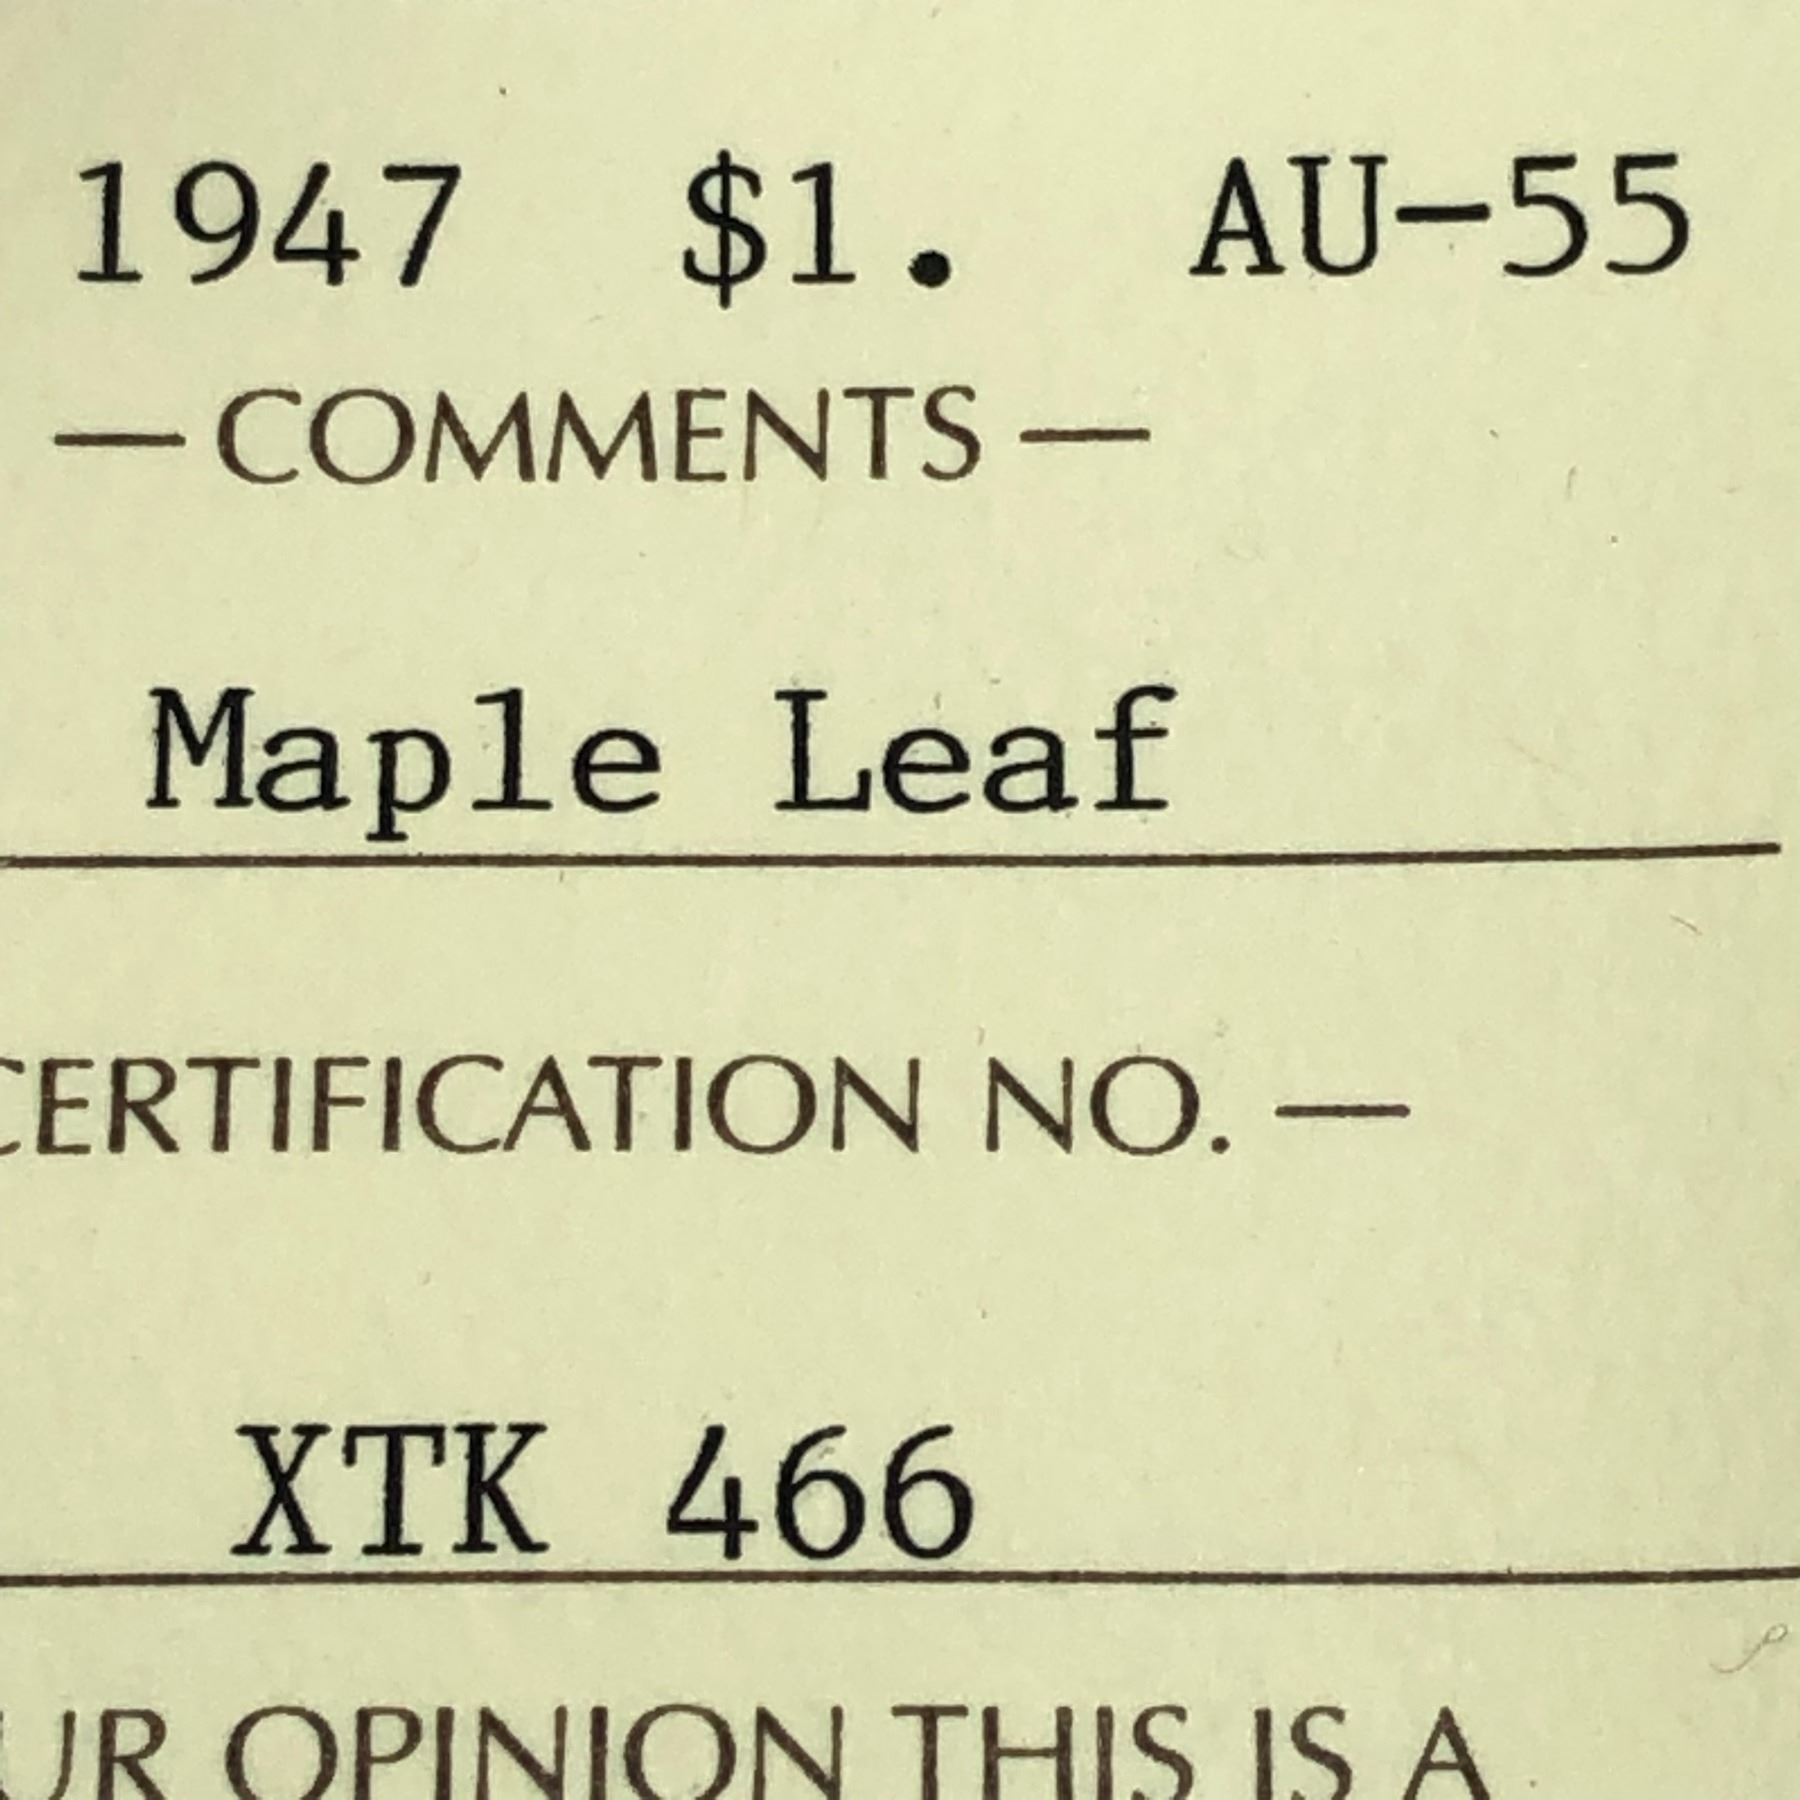 1947 $1. AU-55
— COMMENTS —
Maple Leaf
CERTIFICATION NO. —
XTK 466
UR OPINION THIS IS A